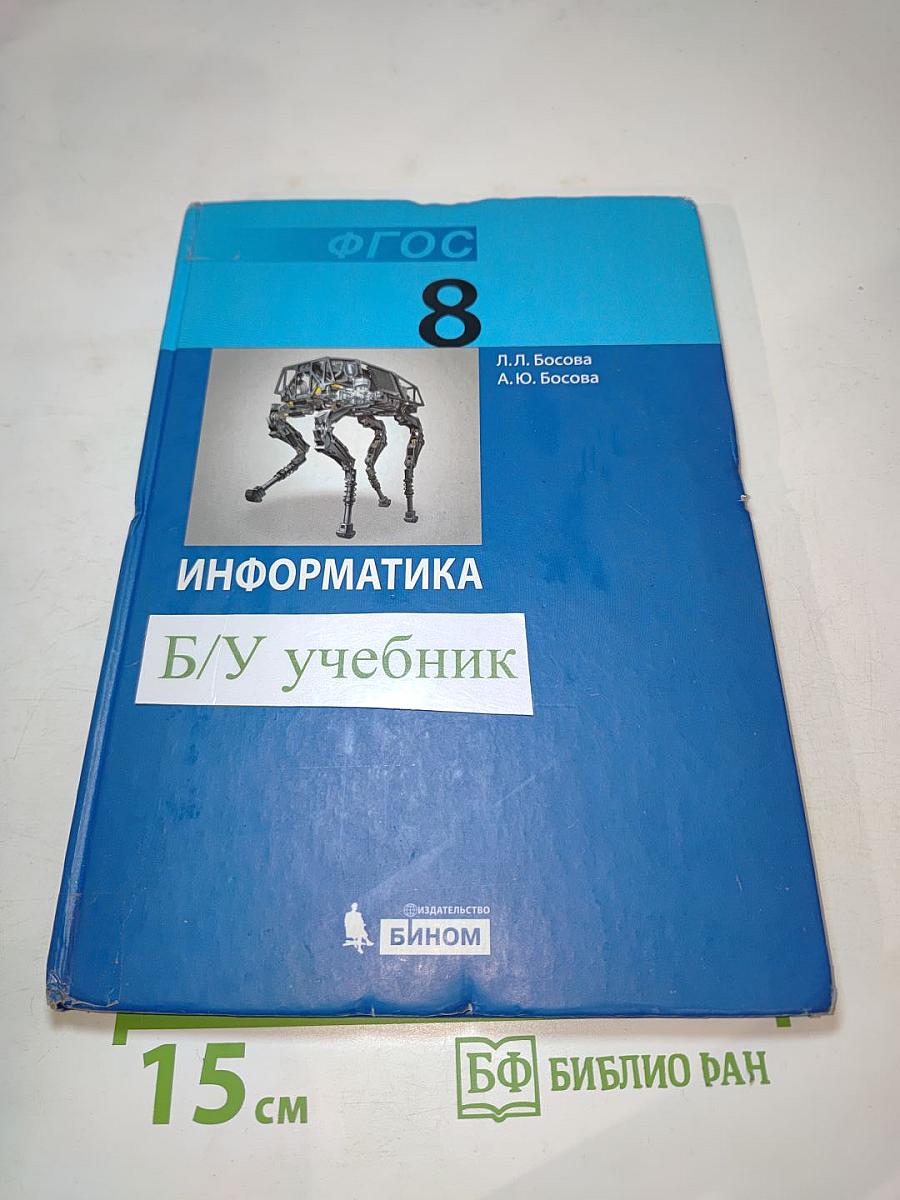 ФГОС
8
Л.Л. Босова
А.Ю. Босова
ИНФОРМАТИКА
Б/У учебник
ИЗДАТЕЛЬСТВО
БИНОМ
15 см
БФ БИБЛИО ФАН